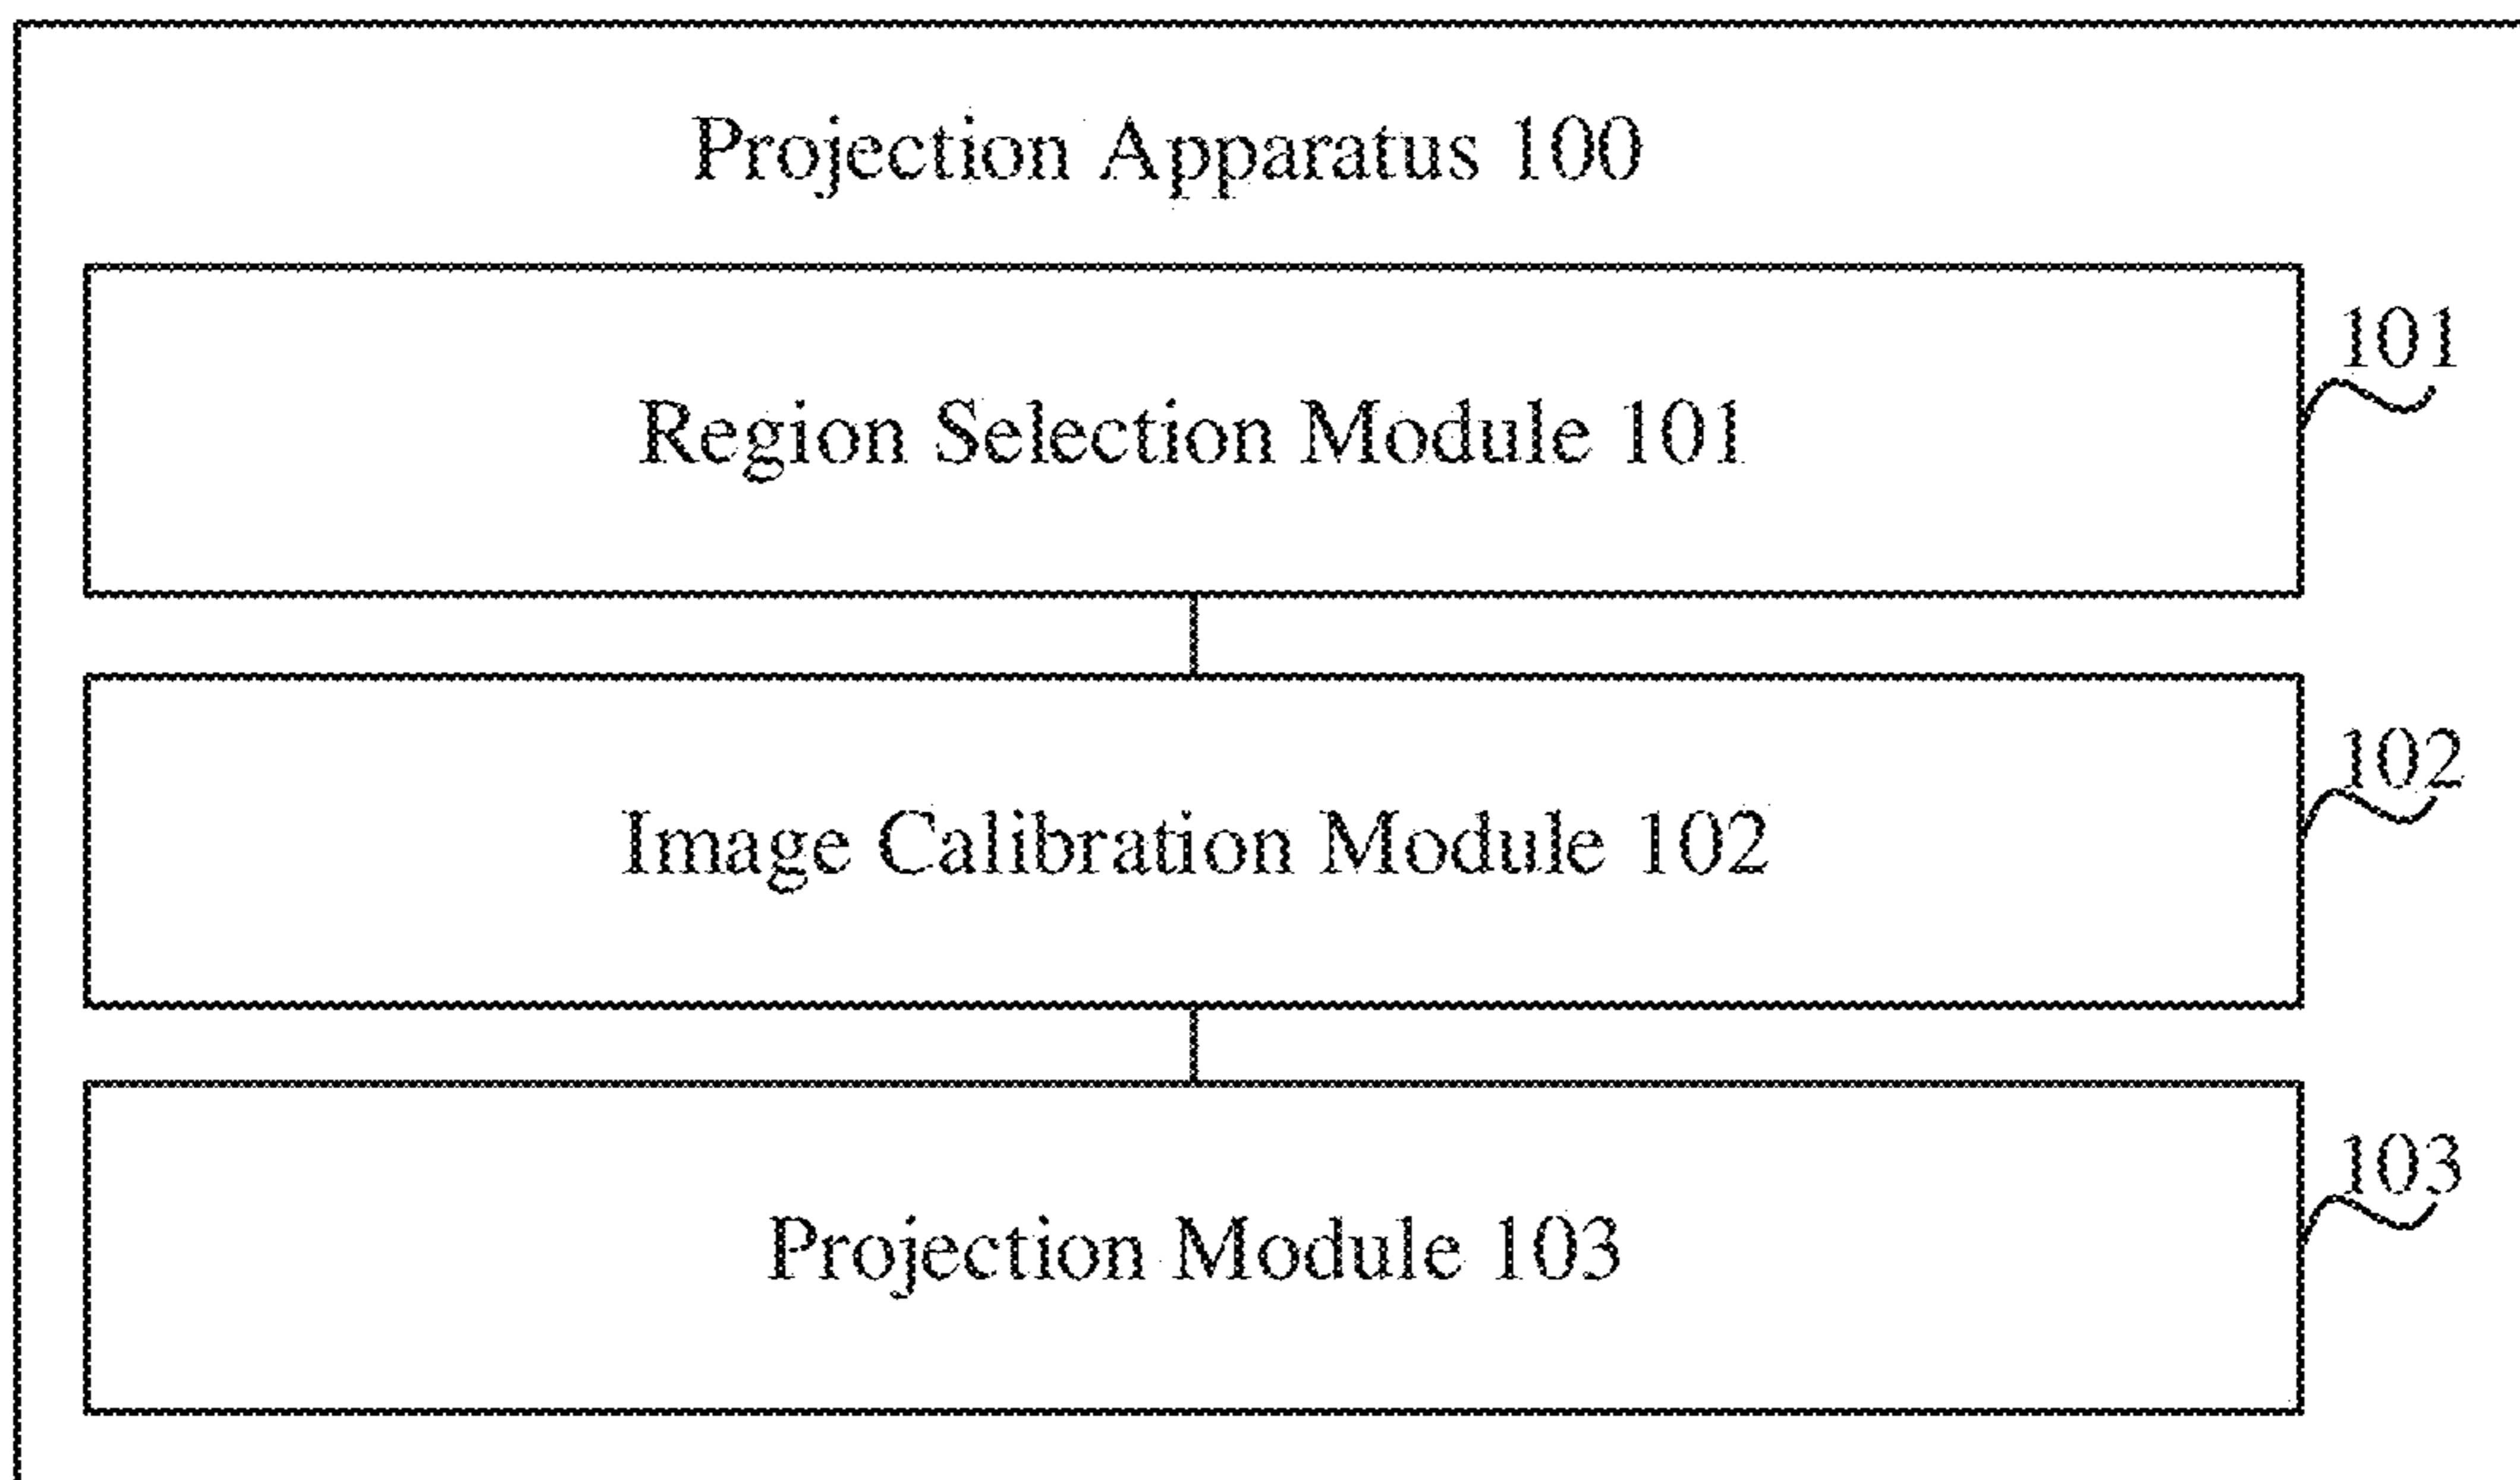 Projection Apparatus 100
101
Region Selection Module 101
102
Image Calibration Module 102
103
Projection Module 103